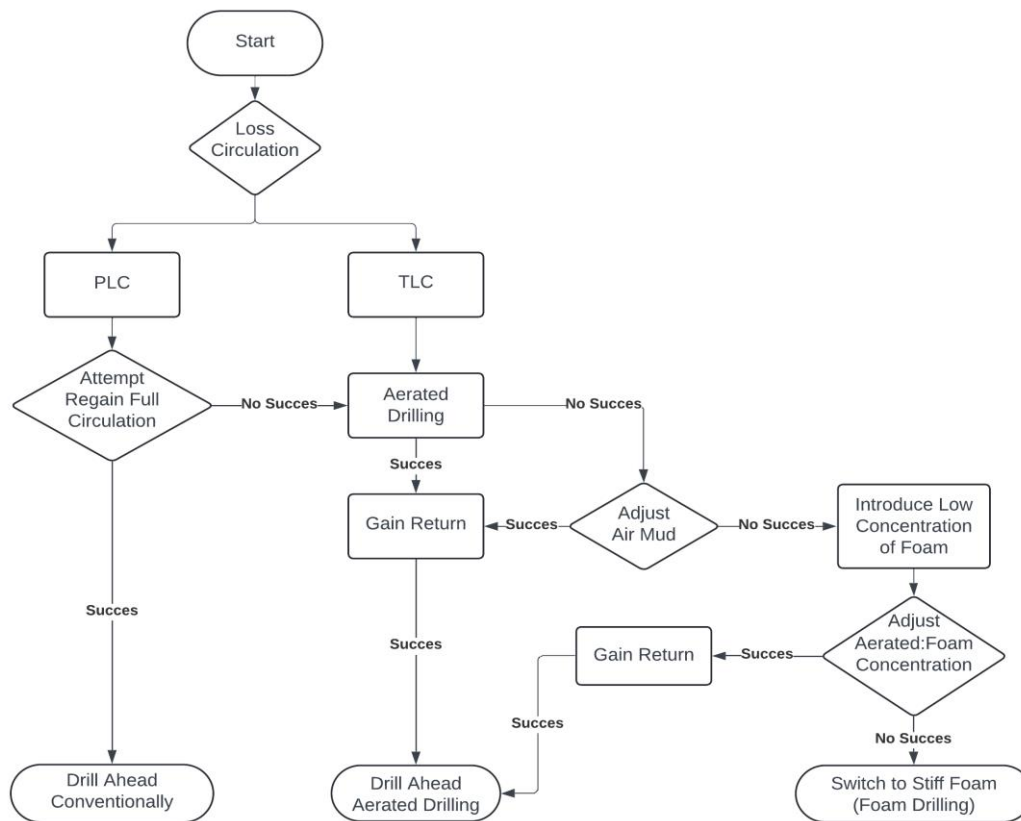 Start
Loss
Circulation
PLC
TLC
Attempt
Regain Full
Circulation
No Succes
Aerated
Drilling
No Succes
Succes
Gain Return
Succes
Adjust
Air Mud
No Succes
Introduce Low
Concentration
of Foam
Succes
Succes
Gain Return
Succes
Adjust
Aerated:Foam
Concentration
Succes
No Succes
Drill Ahead
Conventionally
Drill Ahead
Aerated Drilling
Switch to Stiff Foam
(Foam Drilling)